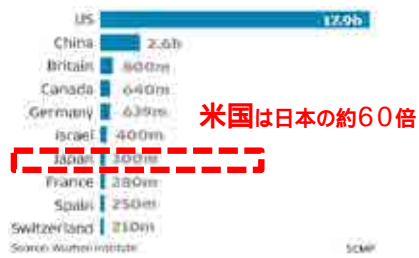 US 17.9b
China 2.6b
Britain 800m
Canada 640m
Germany 639m
米国は日本の約60倍
Israel 400m
Japan 300m
France 280m
Spain 250m
Switzerland 210m
Source: Wuzhen Institute SCMP